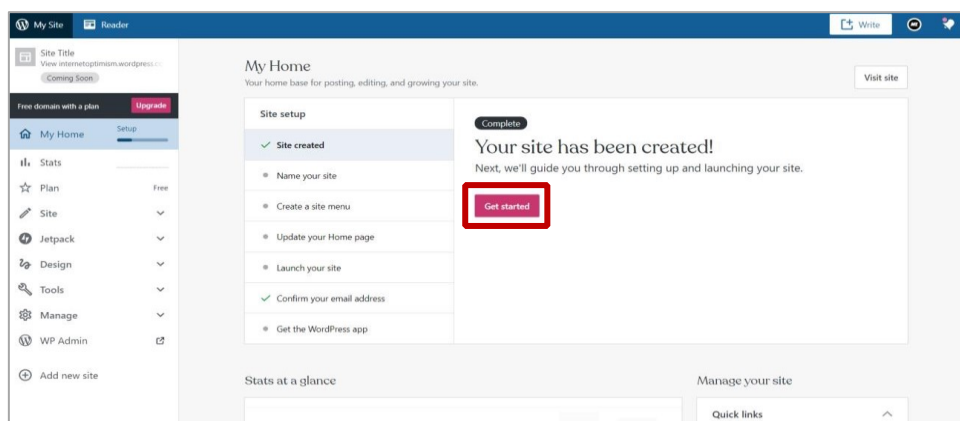 My Site
Reader
Write
Site Title
View internetoptimism.wordpress.
Coming Soon
Free domain with a plan
Upgrade
My Home
Setup
Stats
Plan
Free
Site
Jetpack
Design
Tools
Manage
WP Admin
Add new site
My Home
Your home base for posting, editing, and growing your site.
Visit site
Site setup
Site created
Name your site
Create a site menu
Update your Home page
Launch your site
Confirm your email address
Get the WordPress app
Complete
Your site has been created!
Next, we'll guide you through setting up and launching your site.
Get started
Stats at a glance
Manage your site
Quick links